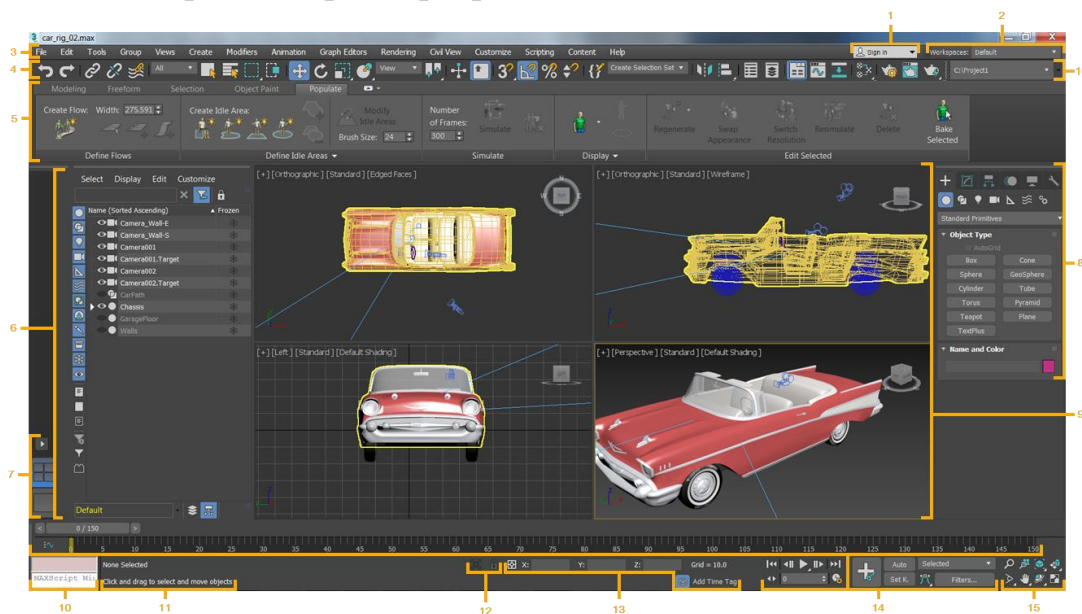 1
2
car_rig_02.max
3
File Edit Tools Group Views Create Modifiers Animation Graph Editors Rendering Civil View Customize Scripting Content Help
Sign In
Workspaces: Default
4
All
View
Create Selection Set
C:\Project1
Modeling Freeform Selection Object Paint Populate
5
Create Flow: Width: 275.591
Create Idle Area:
Modify
Idle Areas
Brush Size: 24
Number
of Frames:
300
Simulate
Regenerate
Swap
Appearance
Switch
Resolution
Resimulate
Delete
Bake
Selected
Define Flows
Define Idle Areas
Simulate
Display
Edit Selected
6
Select Display Edit Customize
Name (Sorted Ascending) Frozen
Camera_Wall-E
Camera_Wall-S
Camera001
Camera001.Target
Camera002
Camera002.Target
CarPath
Chassis
GarageFloor
Walls
Default
7
[+] [Orthographic ] [Standard ] [Edged Faces ]
[+] [Orthographic ] [Standard ] [Wireframe ]
[+] [Left ] [Standard ] [Default Shading ]
[+] [Perspective ] [Standard ] [Default Shading ]
Standard Primitives
Object Type
AutoGrid
Box Cone
Sphere GeoSphere
Cylinder Tube
Torus Pyramid
Teapot Plane
TextPlus
Name and Color
8
9
0 / 150
0 5 10 15 20 25 30 35 40 45 50 55 60 65 70 75 80 85 90 95 100 105 110 115 120 125 130 135 140 145 150
None Selected
X: Y: Z:
Grid = 10.0
Auto
Selected
MAXScript Mi
Click and drag to select and move objects
Add Time Tag
0
Set K.
Filters...
10
11
12
13
14
15